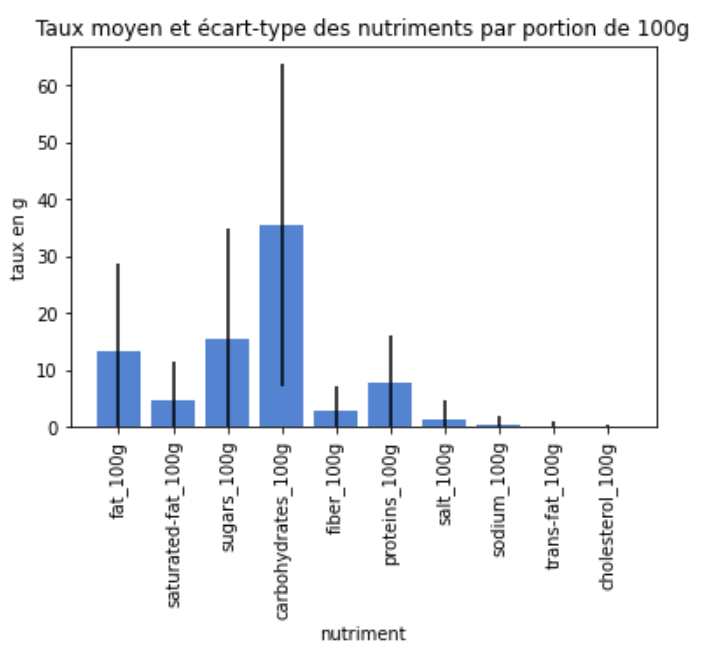 Taux moyen et écart-type des nutriments par portion de 100g
taux en g
60
50
40
30
20
10
0
fat_100g
saturated-fat_100g
sugars_100g
carbohydrates_100g
fiber_100g
proteins_100g
salt_100g
sodium_100g
trans-fat_100g
cholesterol_100g
nutriment